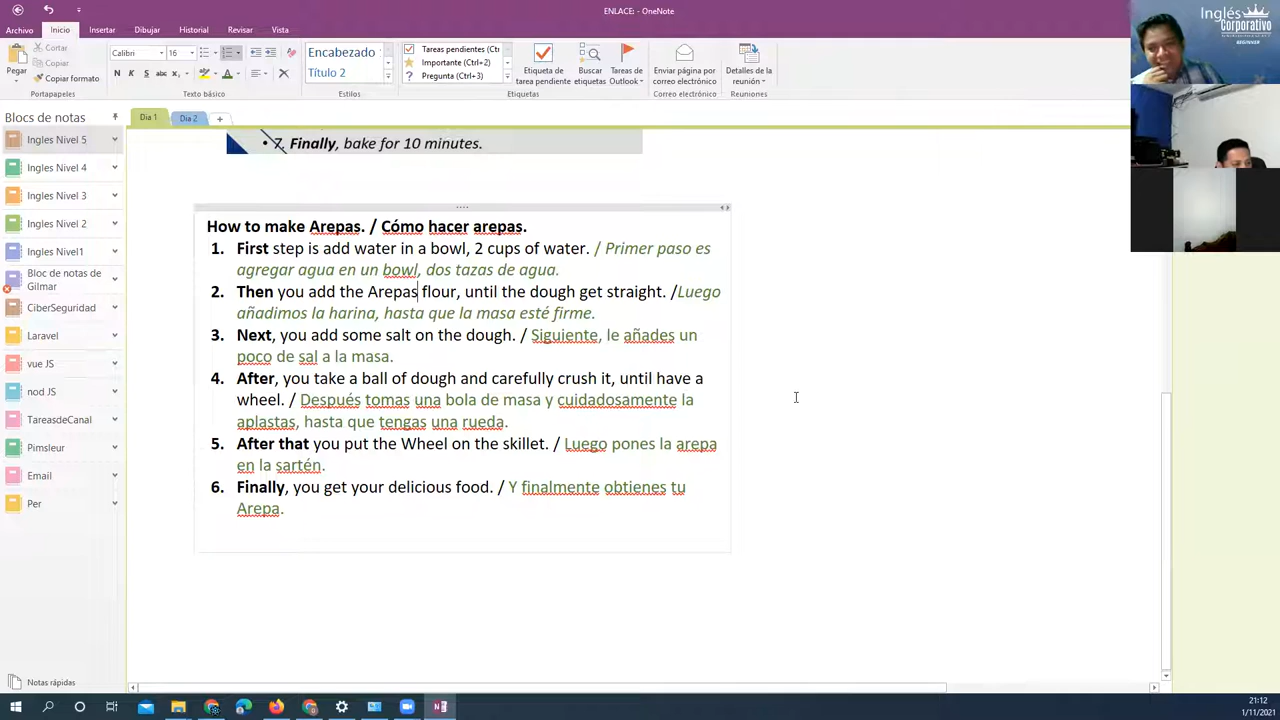 ENLACE: - OneNote
Archivo Inicio Insertar Dibujar Historial Revisar Vista
Pegar
Cortar
Copiar
Copiar formato
Portapapeles
Calibri 16
N K S abc x
Texto básico
Encabezado
Título 2
Estilos
Tareas pendientes (Ctr
Importante (Ctrl+2)
Pregunta (Ctrl+3)
Etiqueta de
tarea pendiente
Buscar
etiquetas
Tareas de
Outlook
Etiquetas
Enviar página por
correo electrónico
Correo electrónico
Detalles de la
reunión
Reuniones
Inglés
Corporativo
BEGINNER
Blocs de notas
Dia 1 Dia 2
Ingles Nivel 5
Ingles Nivel 4
Ingles Nivel 3
Ingles Nivel 2
Ingles Nivel1
Bloc de notas de
Gilmar
CiberSeguridad
Laravel
vue JS
nod JS
TareasdeCanal
Pimsleur
Email
Per
Notas rápidas
• 7. Finally, bake for 10 minutes.
How to make Arepas. / Cómo hacer arepas.
1. First step is add water in a bowl, 2 cups of water. / Primer paso es
agregar agua en un bowl, dos tazas de agua.
2. Then you add the Arepas flour, until the dough get straight. /Luego
añadimos la harina, hasta que la masa esté firme.
3. Next, you add some salt on the dough. / Siguiente, le añades un
poco de sal a la masa.
4. After, you take a ball of dough and carefully crush it, until have a
wheel. / Después tomas una bola de masa y cuidadosamente la
aplastas, hasta que tengas una rueda.
5. After that you put the Wheel on the skillet. / Luego pones la arepa
en la sartén.
6. Finally, you get your delicious food. / Y finalmente obtienes tu
Arepa.
21:12
1/11/2021